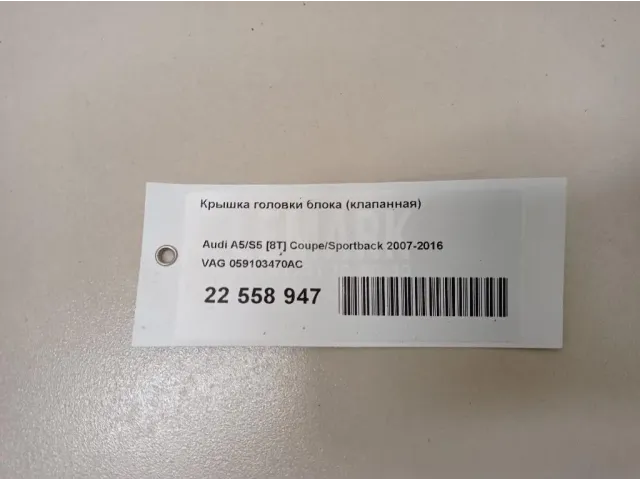 Крышка головки блока (клапанная)
Audi A5/S5 [8T] Coupe/Sportback 2007-2016
VAG 059103470AC
22 558 947